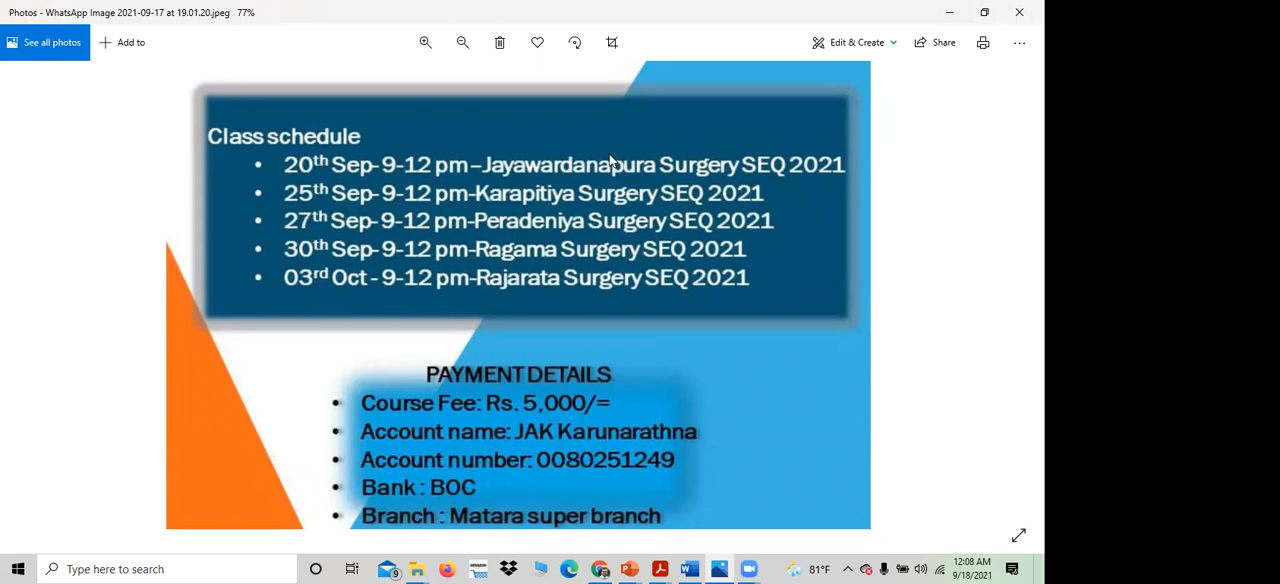 Photos - WhatsApp Image 2021-09-17 at 19.01.20.jpeg 77%
See all photos
Add to
Edit & Create
Share
Class schedule
• 20th Sep- 9-12 pm –Jayawardanapura Surgery SEQ 2021
• 25th Sep-9-12 pm-Karapitiya Surgery SEQ 2021
• 27th Sep-9-12 pm-Peradeniya Surgery SEQ 2021
• 30th Sep- 9-12 pm-Ragama Surgery SEQ 2021
• 03rd Oct - 9-12 pm-Rajarata Surgery SEQ 2021
PAYMENT DETAILS
• Course Fee: Rs. 5,000/=
• Account name: JAK Karunarathna
• Account number: 0080251249
• Bank : BOC
• Branch : Matara super branch
Type here to search
9
81°F
12:08 AM
9/18/2021